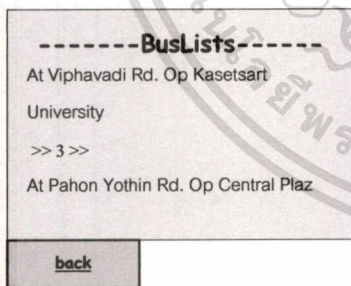 -------BusLists------
At Viphavadi Rd. Op Kasetsart
University
>> 3 >>
At Pahon Yothin Rd. Op Central Plaz
back